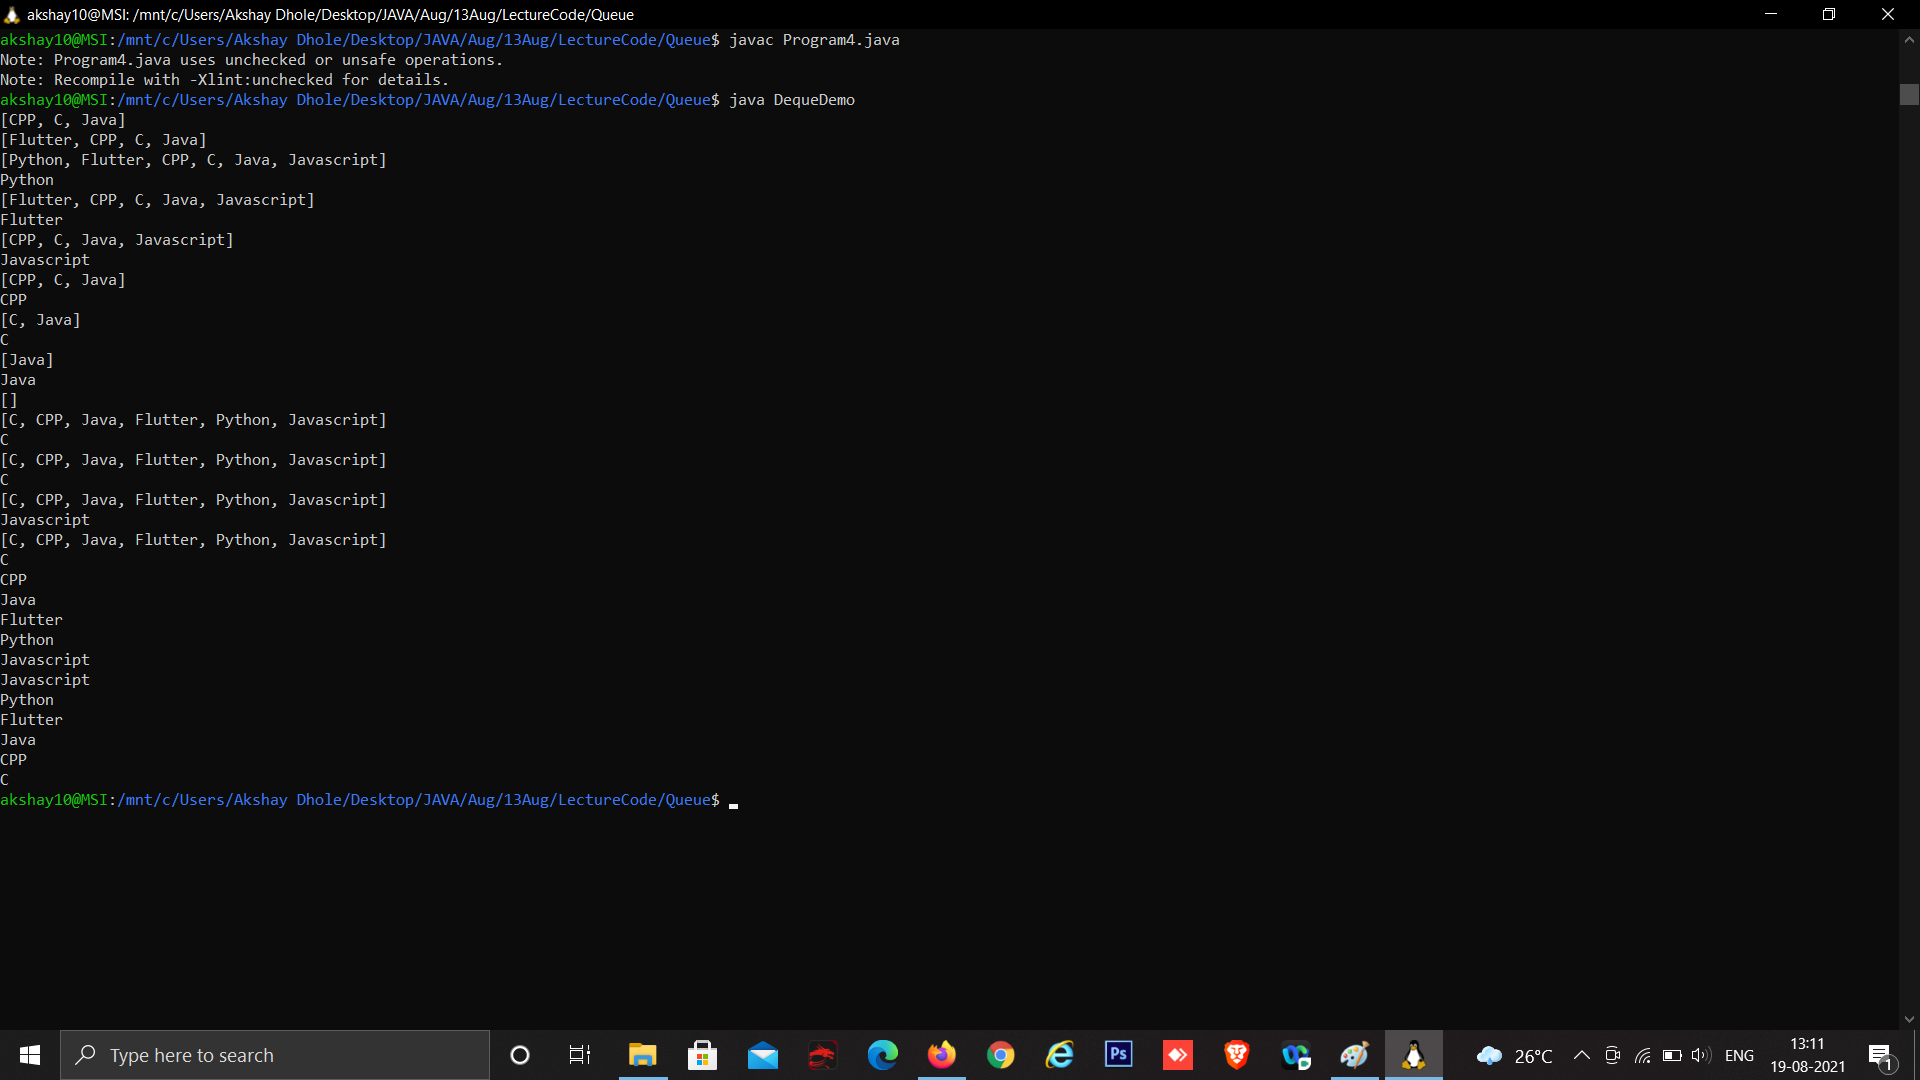 akshay10@MSI: /mnt/c/Users/Akshay Dhole/Desktop/JAVA/Aug/13Aug/LectureCode/Queue
akshay10@MSI:/mnt/c/Users/Akshay Dhole/Desktop/JAVA/Aug/13Aug/LectureCode/Queue$ javac Program4.java
Note: Program4.java uses unchecked or unsafe operations.
Note: Recompile with -Xlint:unchecked for details.
akshay10@MSI:/mnt/c/Users/Akshay Dhole/Desktop/JAVA/Aug/13Aug/LectureCode/Queue$ java DequeDemo
[CPP, C, Java]
[Flutter, CPP, C, Java]
[Python, Flutter, CPP, C, Java, Javascript]
Python
[Flutter, CPP, C, Java, Javascript]
Flutter
[CPP, C, Java, Javascript]
Javascript
[CPP, C, Java]
CPP
[C, Java]
C
[Java]
Java
[]
[C, CPP, Java, Flutter, Python, Javascript]
C
[C, CPP, Java, Flutter, Python, Javascript]
C
[C, CPP, Java, Flutter, Python, Javascript]
Javascript
[C, CPP, Java, Flutter, Python, Javascript]
C
CPP
Java
Flutter
Python
Javascript
Javascript
Python
Flutter
Java
CPP
C
akshay10@MSI:/mnt/c/Users/Akshay Dhole/Desktop/JAVA/Aug/13Aug/LectureCode/Queue$
Type here to search
Ps
26°C
ENG
13:11
19-08-2021
1